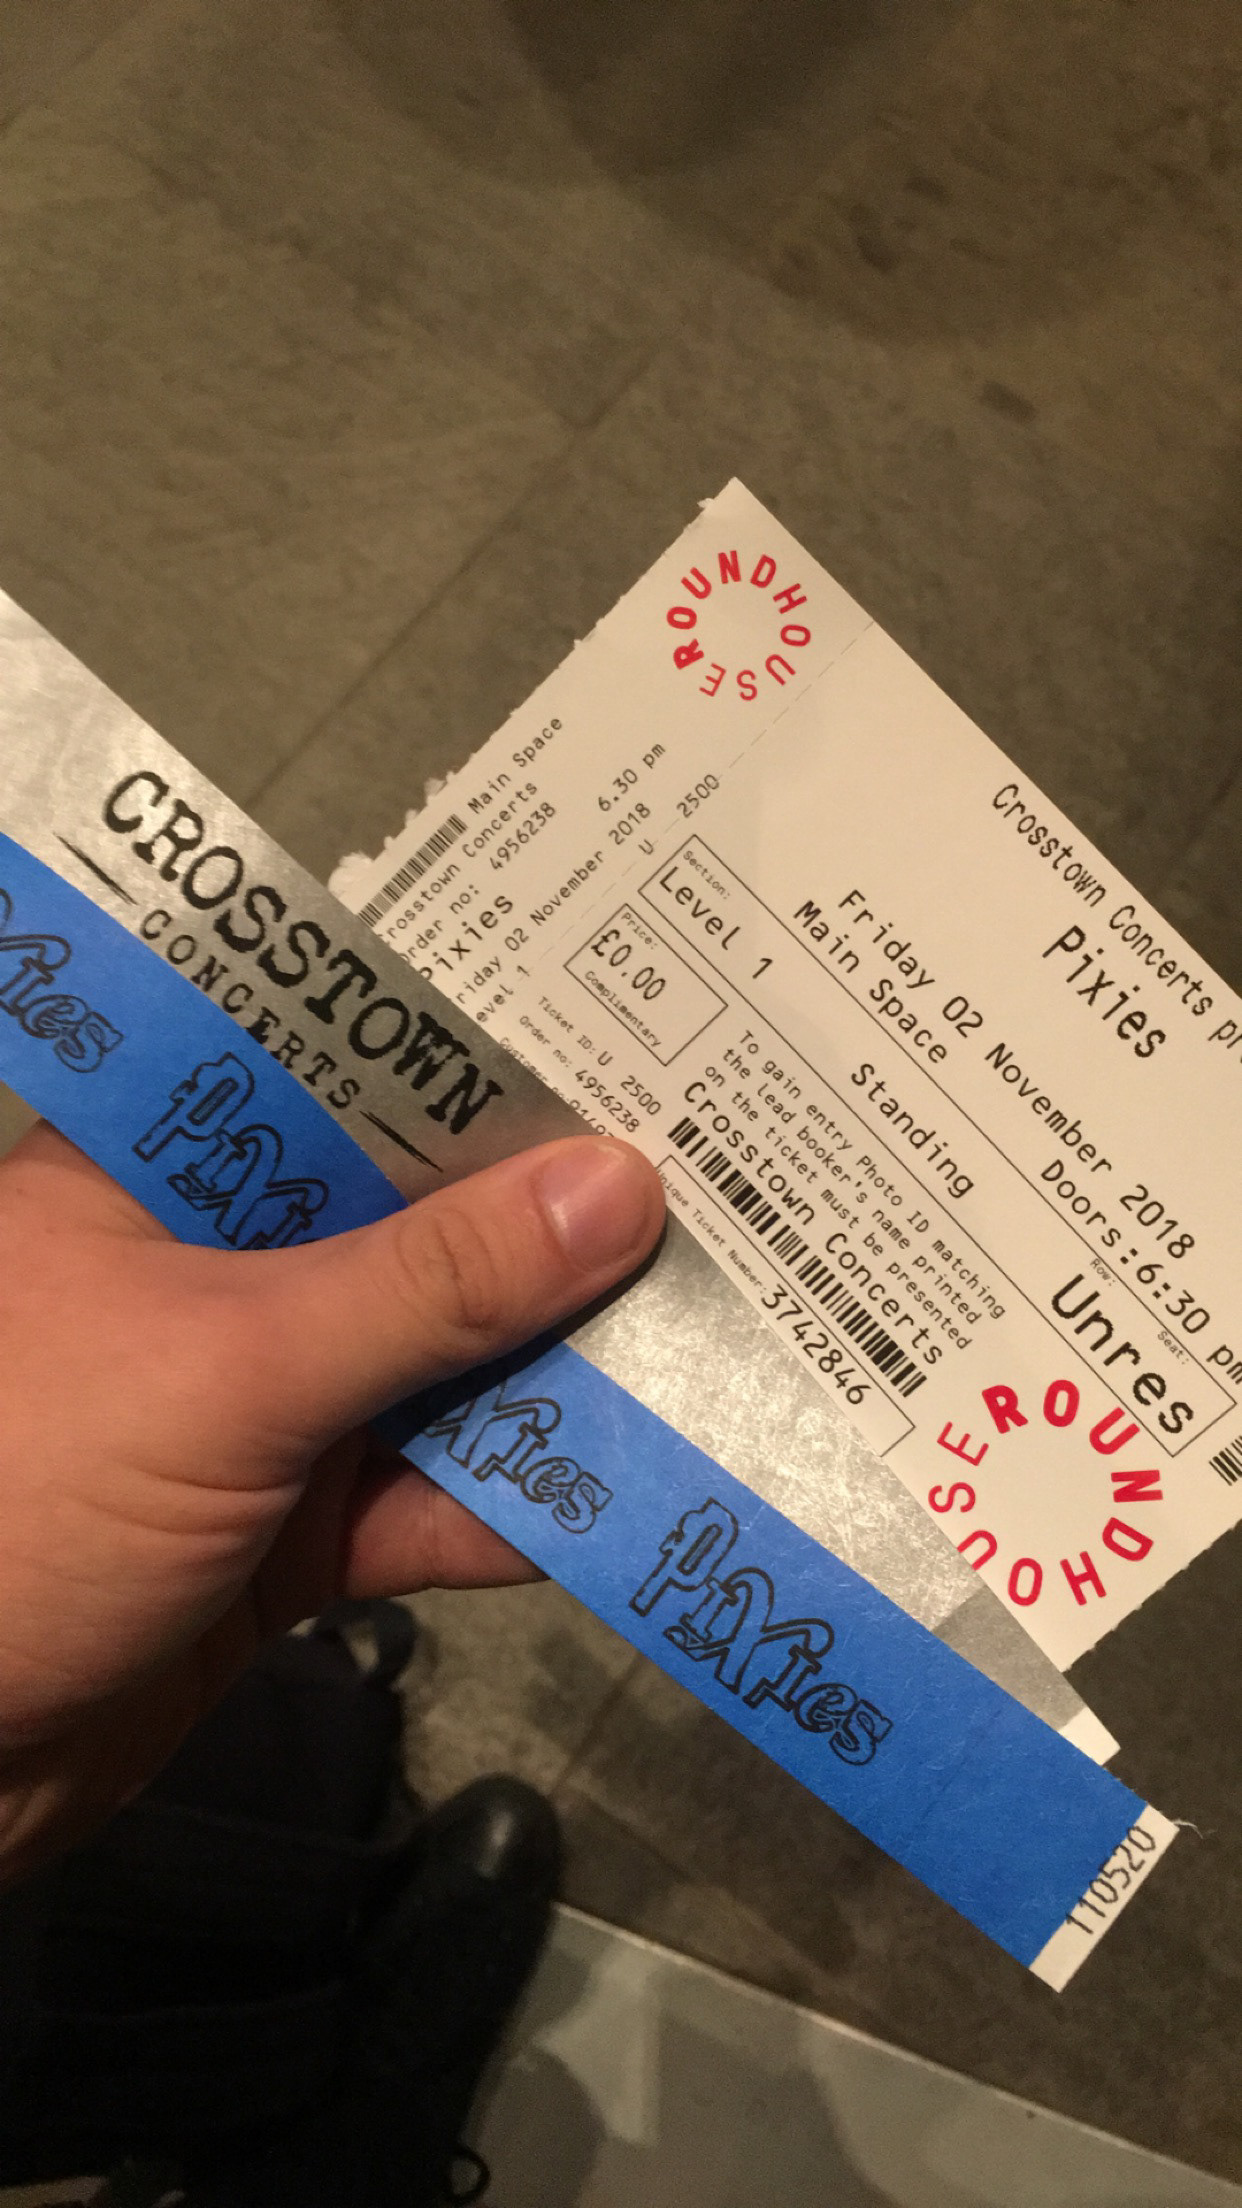 ROUNDHOUSE
Main Space
Crosstown Concerts
Order no: 4956238
Pixies
6.30 pm
Friday 02 November 2018
Level 1
U 2500
Crosstown Concerts
Pixies
Friday 02 November 2018
Main Space
Doors:6:30 pm
Section:
Level 1
Standing
Row:
Unres
Seat:
Price:
£0.00
Complimentary
To gain entry Photo ID matching
the lead booker's name printed
on the ticket must be presented
Crosstown Concerts
Ticket ID: U 2500
Order no: 4956238
Unique Ticket Number: 3742846
ROUNDHOUSE
CROSSTOWN
CONCERTS
Pixies
Pixies
Pixies
Pixies
110520